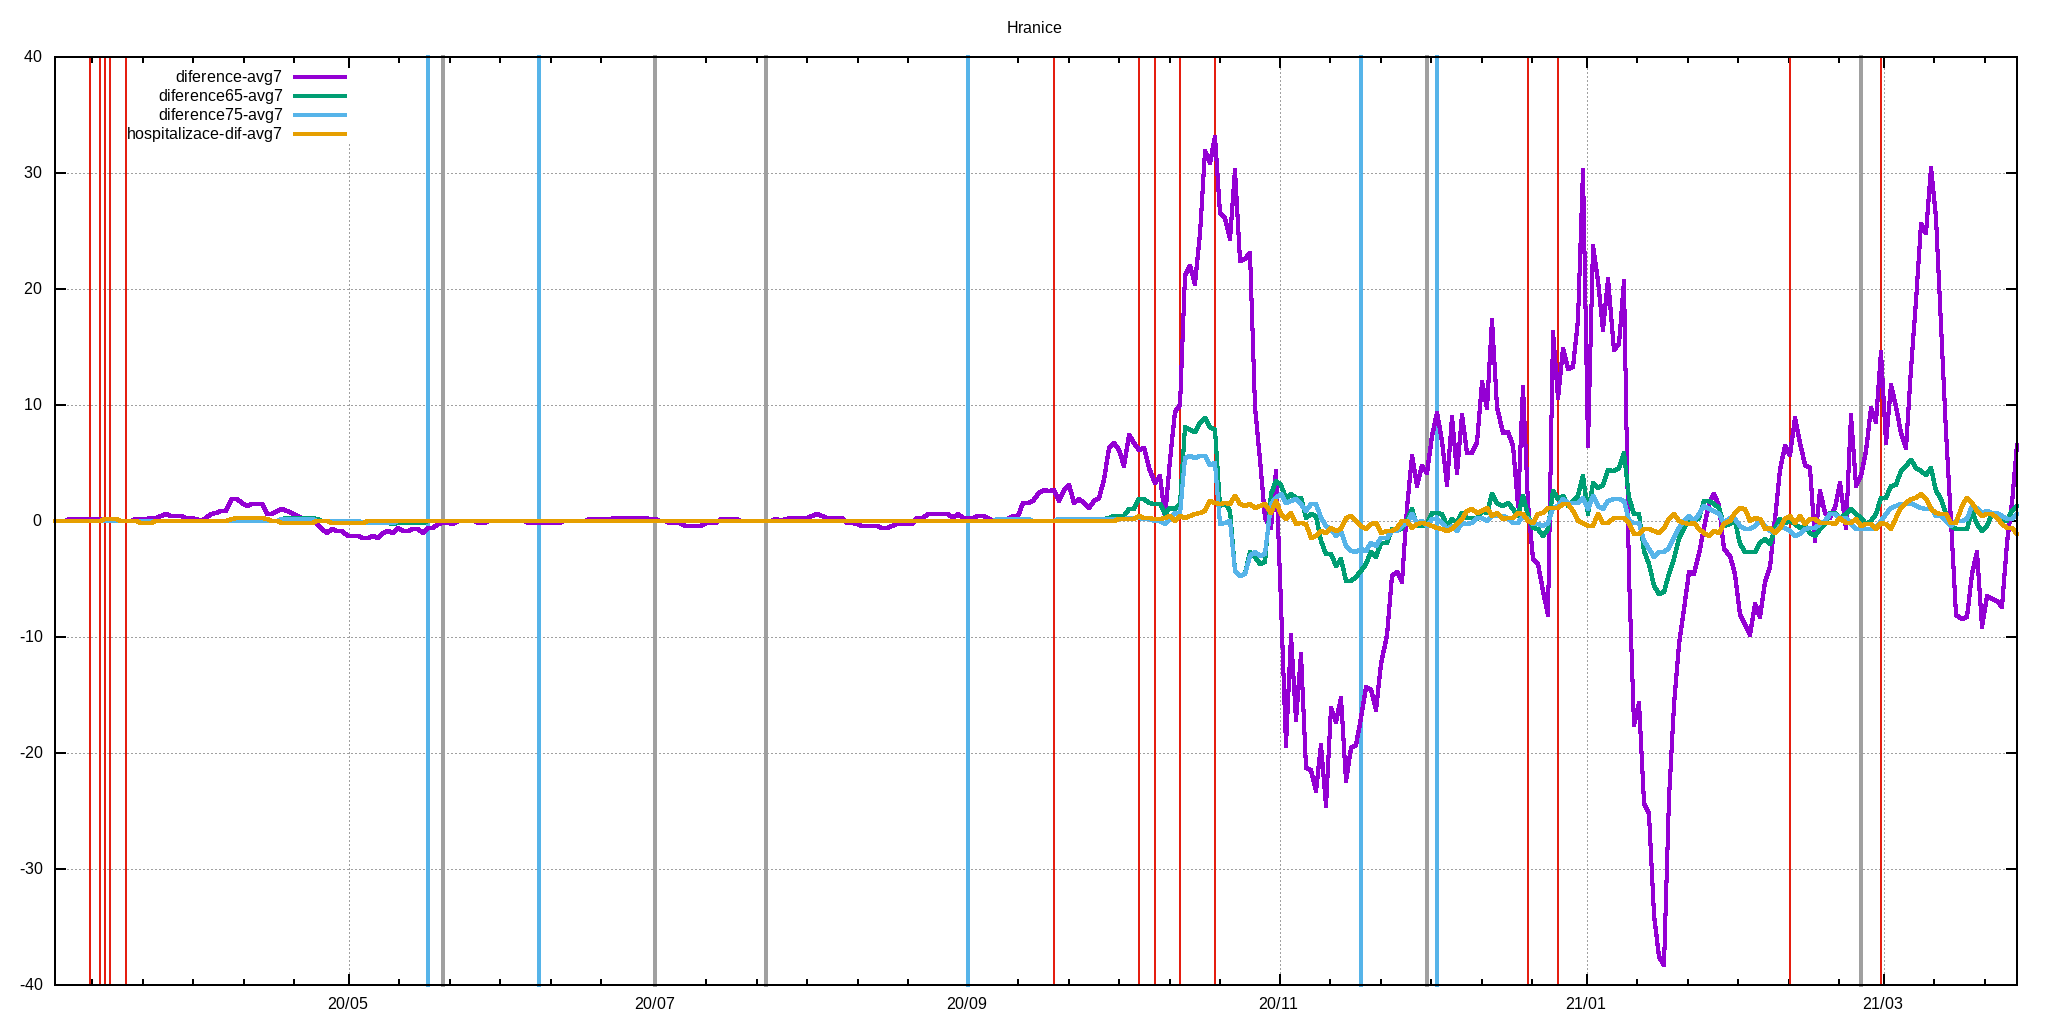 Hranice
diference-avg7
diference65-avg7
diference75-avg7
hospitalizace-dif-avg7
40
30
20
10
0
-10
-20
-30
-40
20/05 20/07 20/09 20/11 21/01 21/03